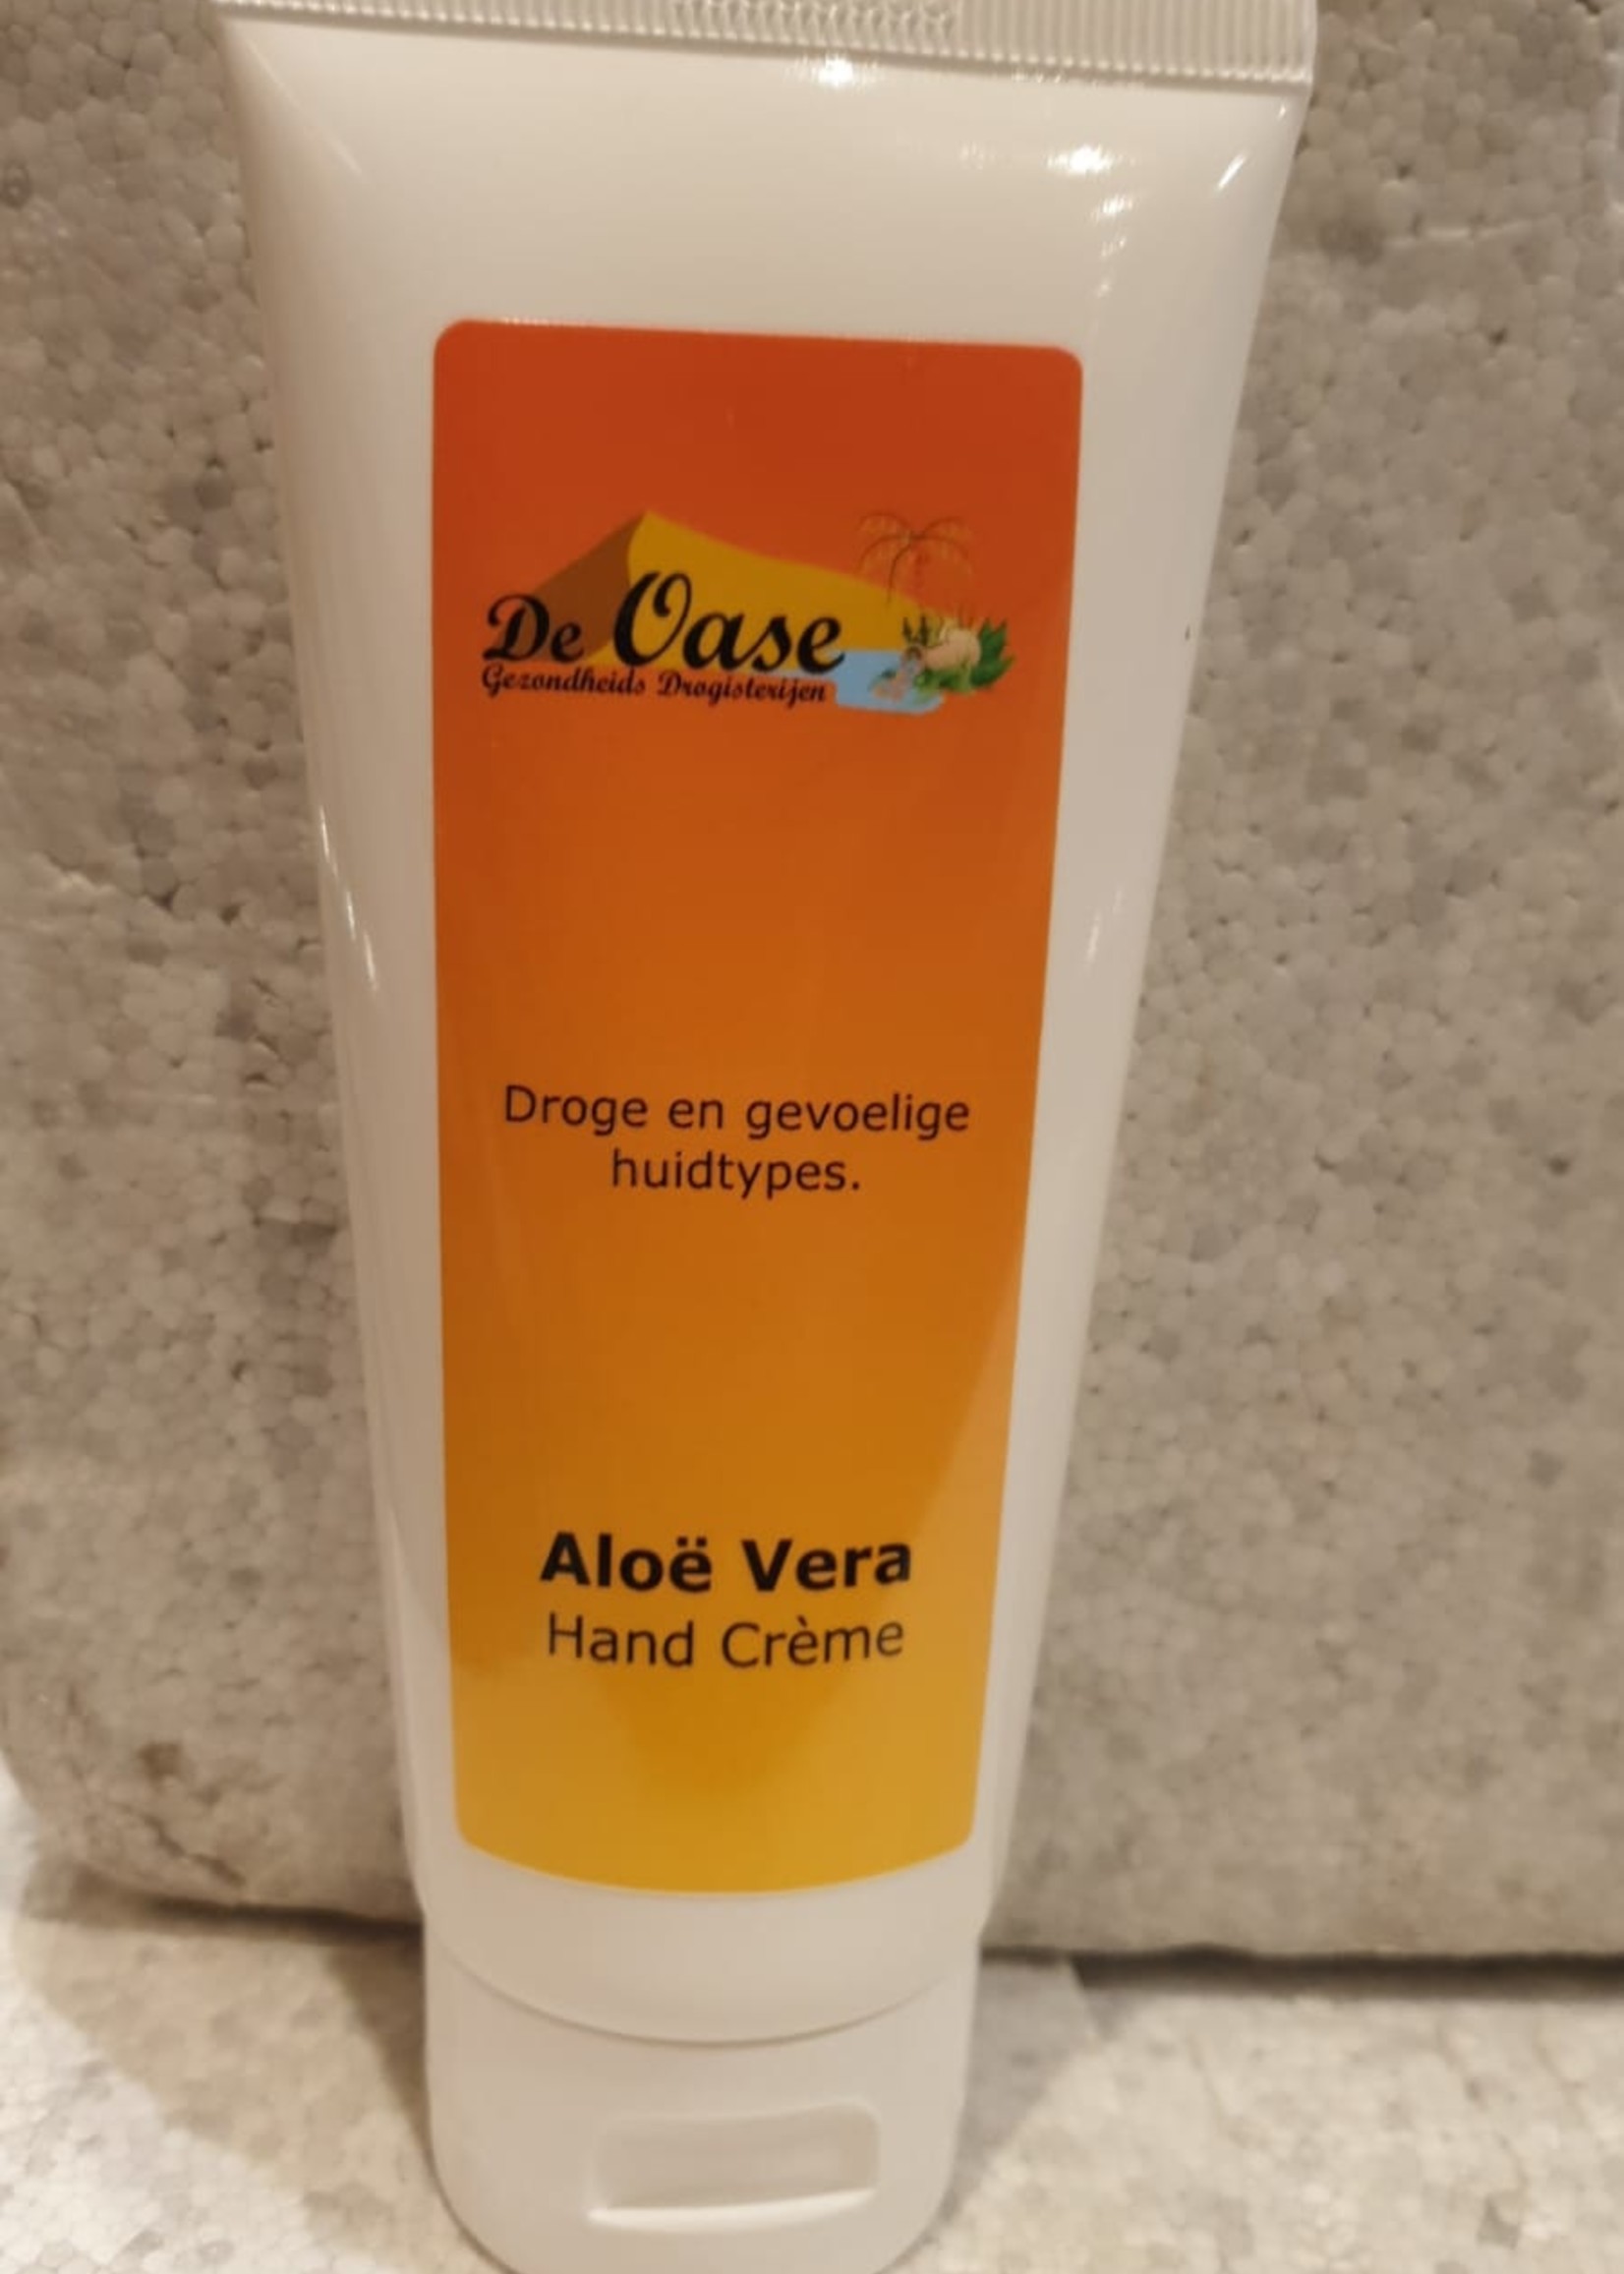 De Oase
Gezondheids Drogisterijen
Droge en gevoelige
huidtypes.
Aloë Vera
Hand Crème